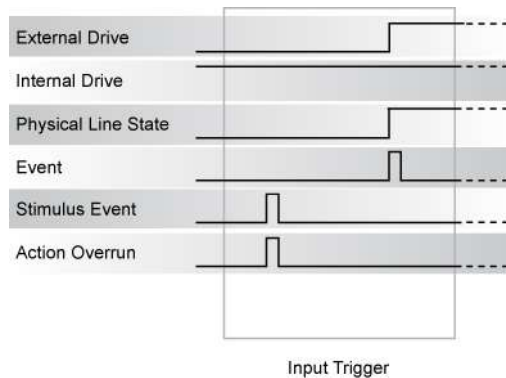 External Drive
Internal Drive
Physical Line State
Event
Stimulus Event
Action Overrun
Input Trigger